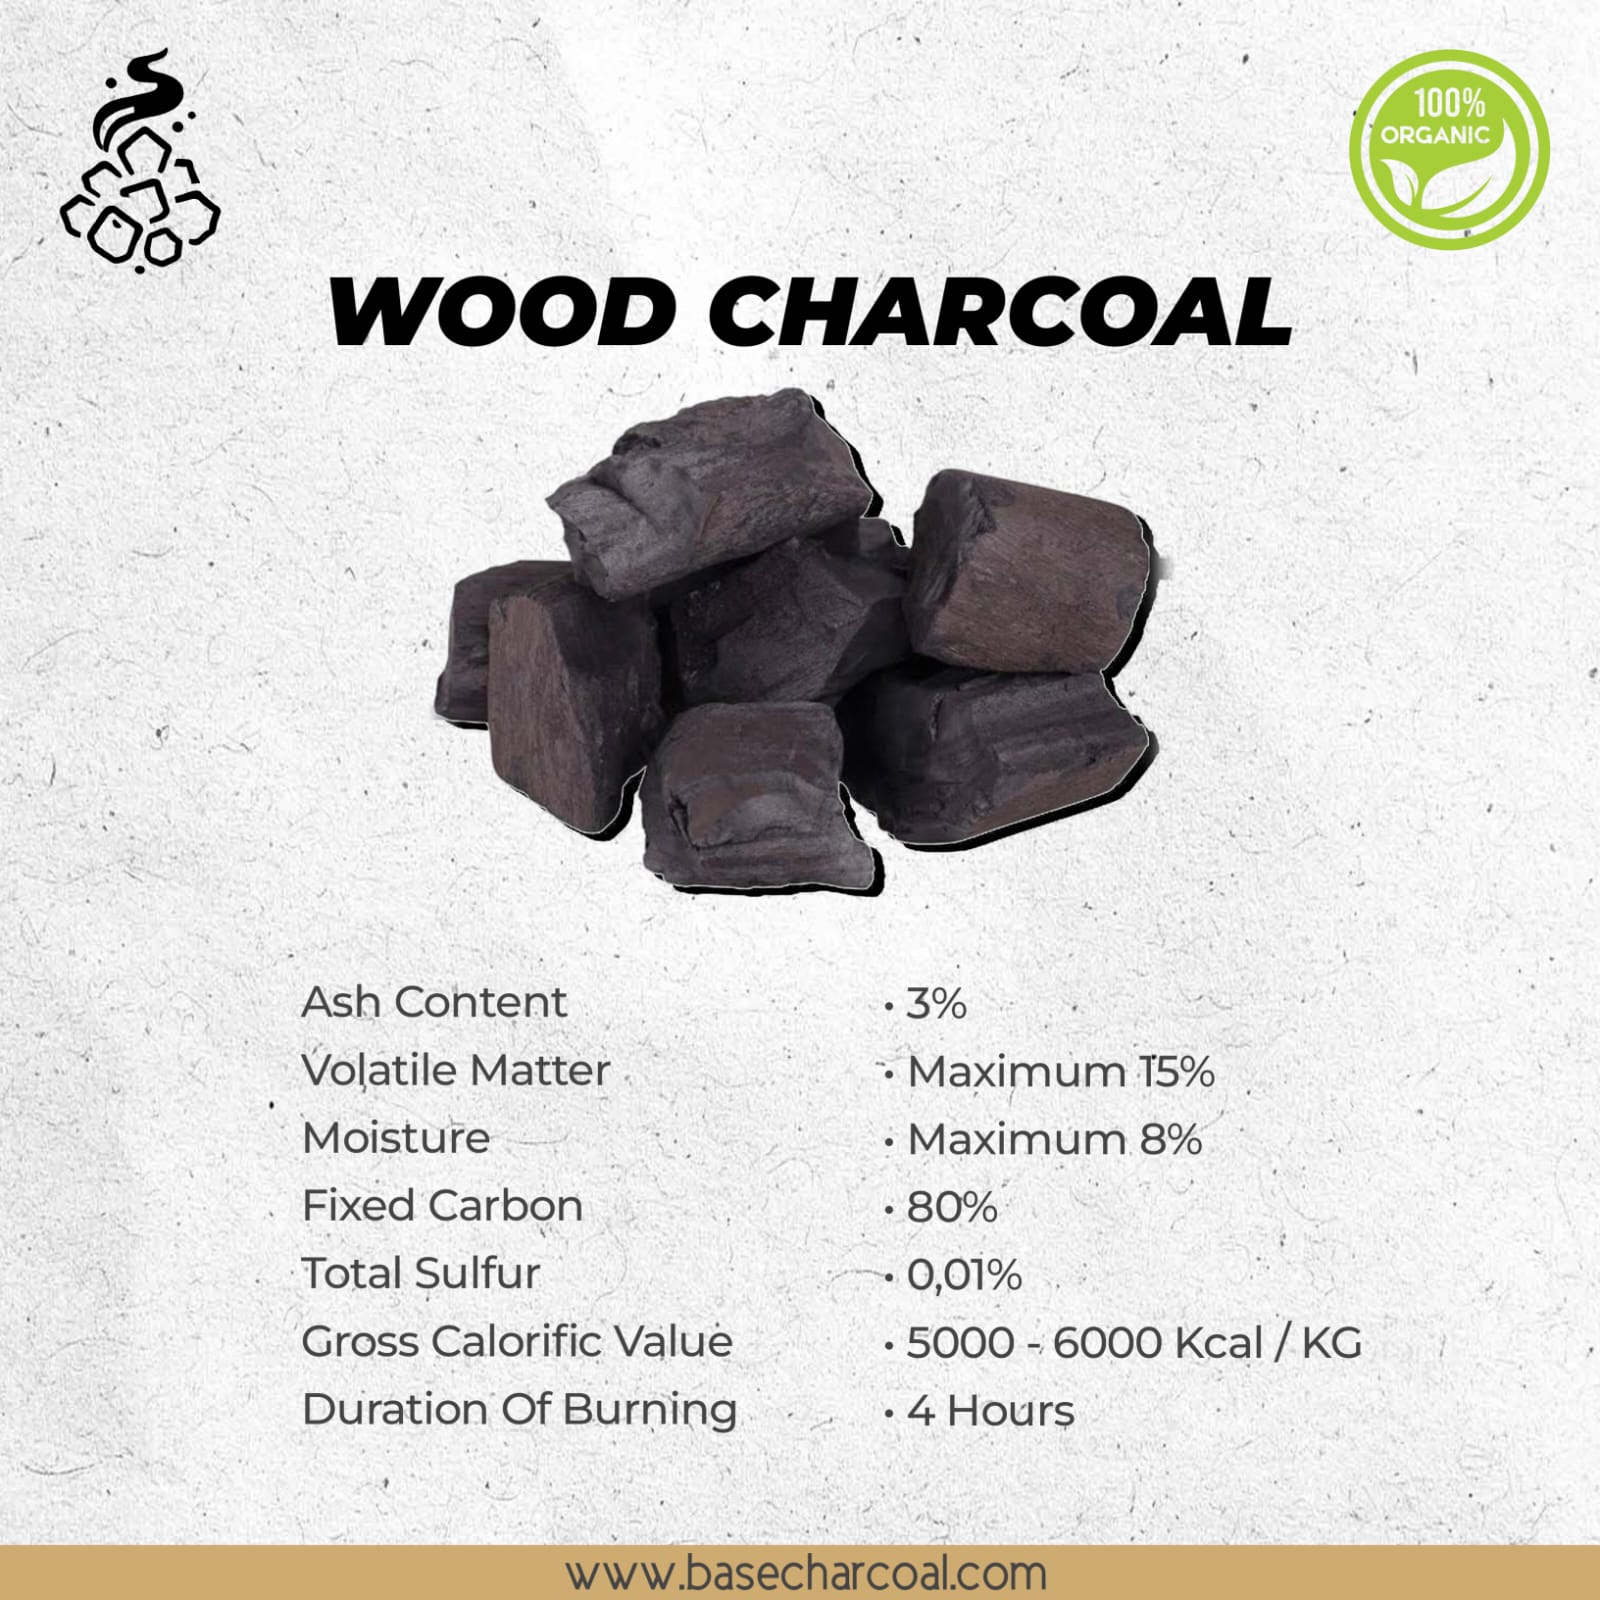 100%
ORGANIC
WOOD CHARCOAL
Ash Content • 3%
Volatile Matter • Maximum 15%
Moisture • Maximum 8%
Fixed Carbon • 80%
Total Sulfur • 0,01%
Gross Calorific Value • 5000 - 6000 Kcal / KG
Duration Of Burning • 4 Hours
www.basecharcoal.com